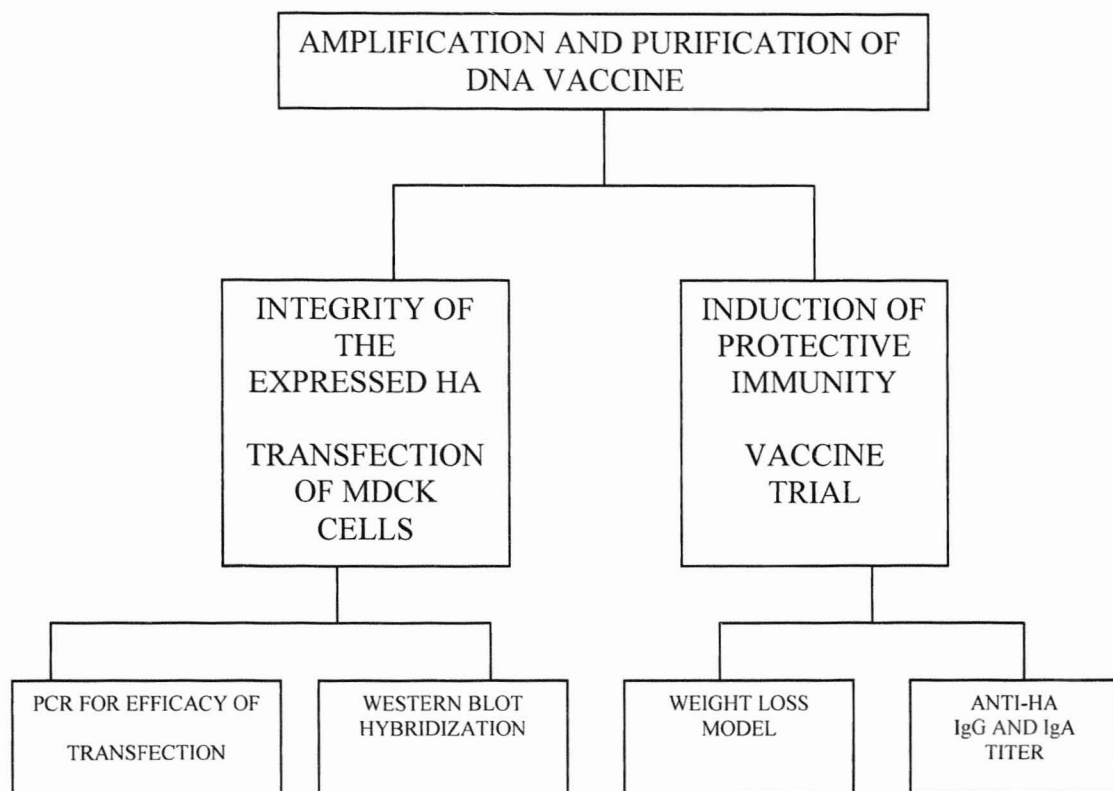 AMPLIFICATION AND PURIFICATION OF
DNA VACCINE
INTEGRITY OF
THE
EXPRESSED HA
TRANSFECTION
OF MDCK
CELLS
INDUCTION OF
PROTECTIVE
IMMUNITY
VACCINE
TRIAL
PCR FOR EFFICACY OF
TRANSFECTION
WESTERN BLOT
HYBRIDIZATION
WEIGHT LOSS
MODEL
ANTI-HA
IgG AND IgA
TITER